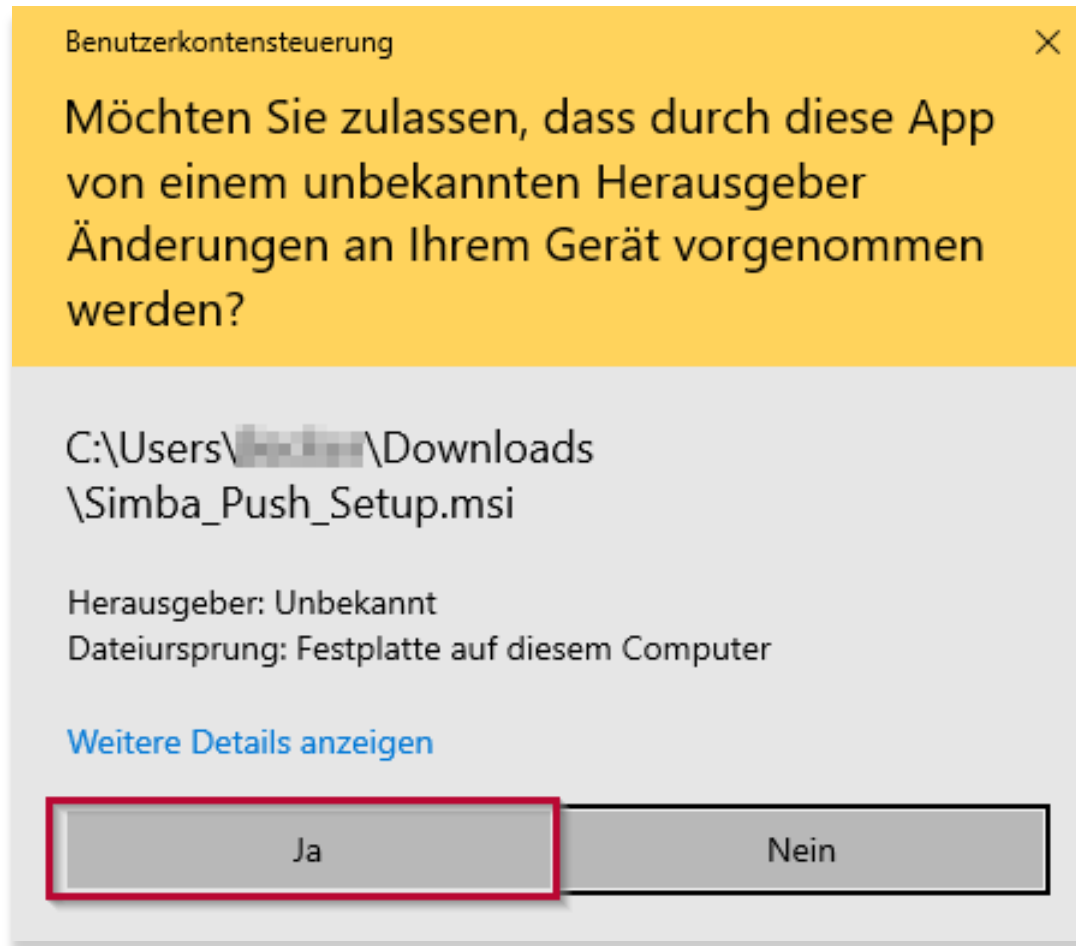 Benutzerkontensteuerung
Möchten Sie zulassen, dass durch diese App
von einem unbekannten Herausgeber
Änderungen an Ihrem Gerät vorgenommen
werden?
C:\Users\ \Downloads
\Simba_Push_Setup.msi
Herausgeber: Unbekannt
Dateiursprung: Festplatte auf diesem Computer
Weitere Details anzeigen
Ja
Nein